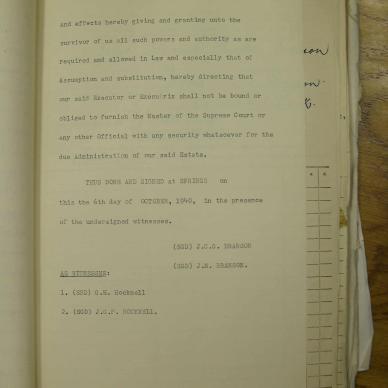 and effects hereby giving and granting unto the
survivor of us all such powers and authority as are
required and allowed in Law and especially that of
Assumption and substitution, hereby directing that
our said Executor or Executrix shall not be bound or
obliged to furnish the Master of the Supreme Court or
any other Official with any security whatsoever for the
due Administration of our said Estate.
THUS DONE AND SIGNED at SPRINGS on
this the 6th day of OCTOBER, 1940, in the presence
of the undersigned witnesses.
(SGD) J.C.G. BRANSON
(SGD) J.N. BRANSON.
AS WITNESSES:
1. (SGD) G.H. Hocknell
2. (SGD) J.G.F. HOCKNELL.